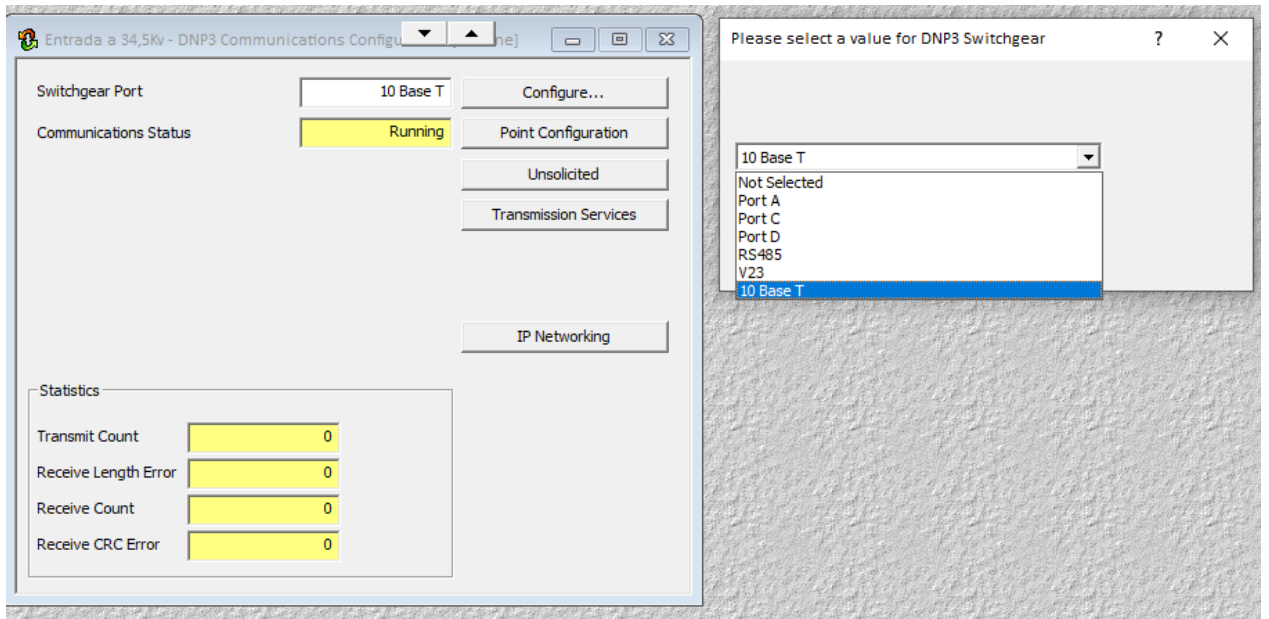 Entrada a 34,5Kv - DNP3 Communications Configu ne]
Switchgear Port 10 Base T Configure...
Communications Status Running Point Configuration
Unsolicited
Transmission Services
IP Networking
Statistics
Transmit Count 0
Receive Length Error 0
Receive Count 0
Receive CRC Error 0
Please select a value for DNP3 Switchgear ?
10 Base T
Not Selected
Port A
Port C
Port D
RS485
V23
10 Base T